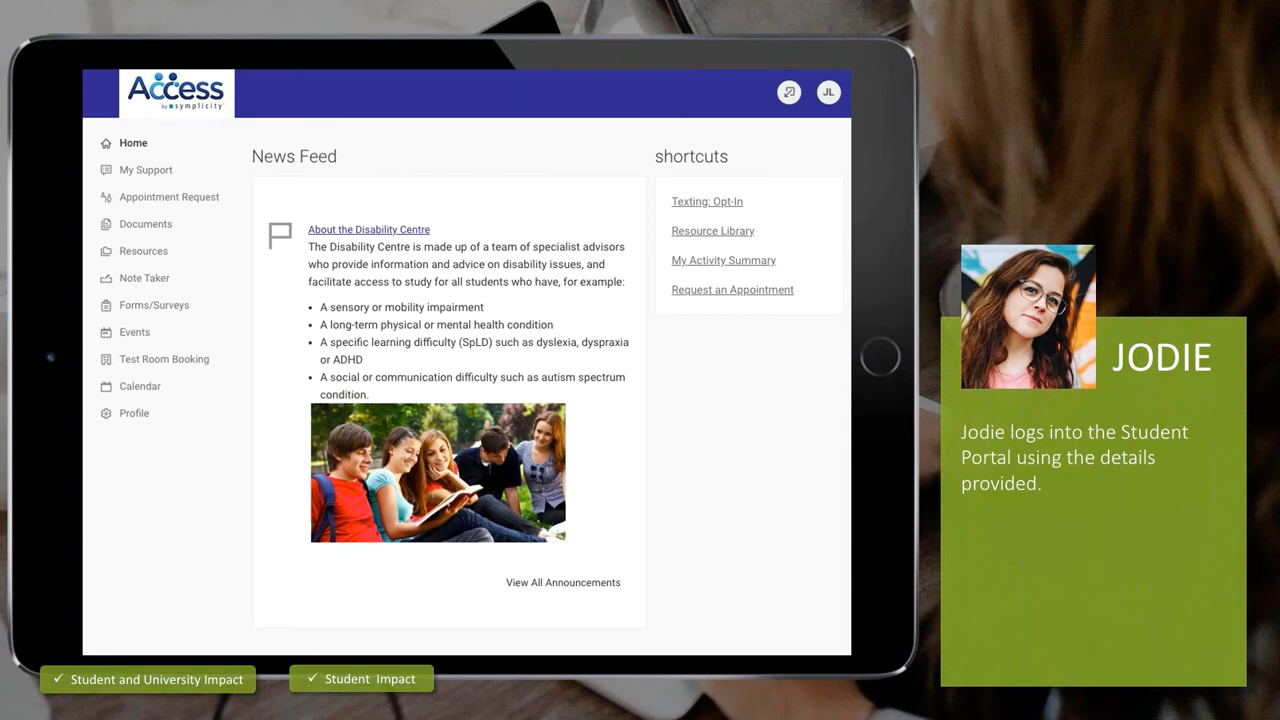 Access
by symplicity
JL
Home
My Support
Appointment Request
Documents
Resources
Note Taker
Forms/Surveys
Events
Test Room Booking
Calendar
Profile
News Feed
About the Disability Centre
The Disability Centre is made up of a team of specialist advisors
who provide information and advice on disability issues, and
facilitate access to study for all students who have, for example:
• A sensory or mobility impairment
• A long-term physical or mental health condition
• A specific learning difficulty (SpLD) such as dyslexia, dyspraxia
or ADHD
• A social or communication difficulty such as autism spectrum
condition.
View All Announcements
shortcuts
Texting: Opt-In
Resource Library
My Activity Summary
Request an Appointment
JODIE
Jodie logs into the Student
Portal using the details
provided.
✓ Student and University Impact
✓ Student Impact